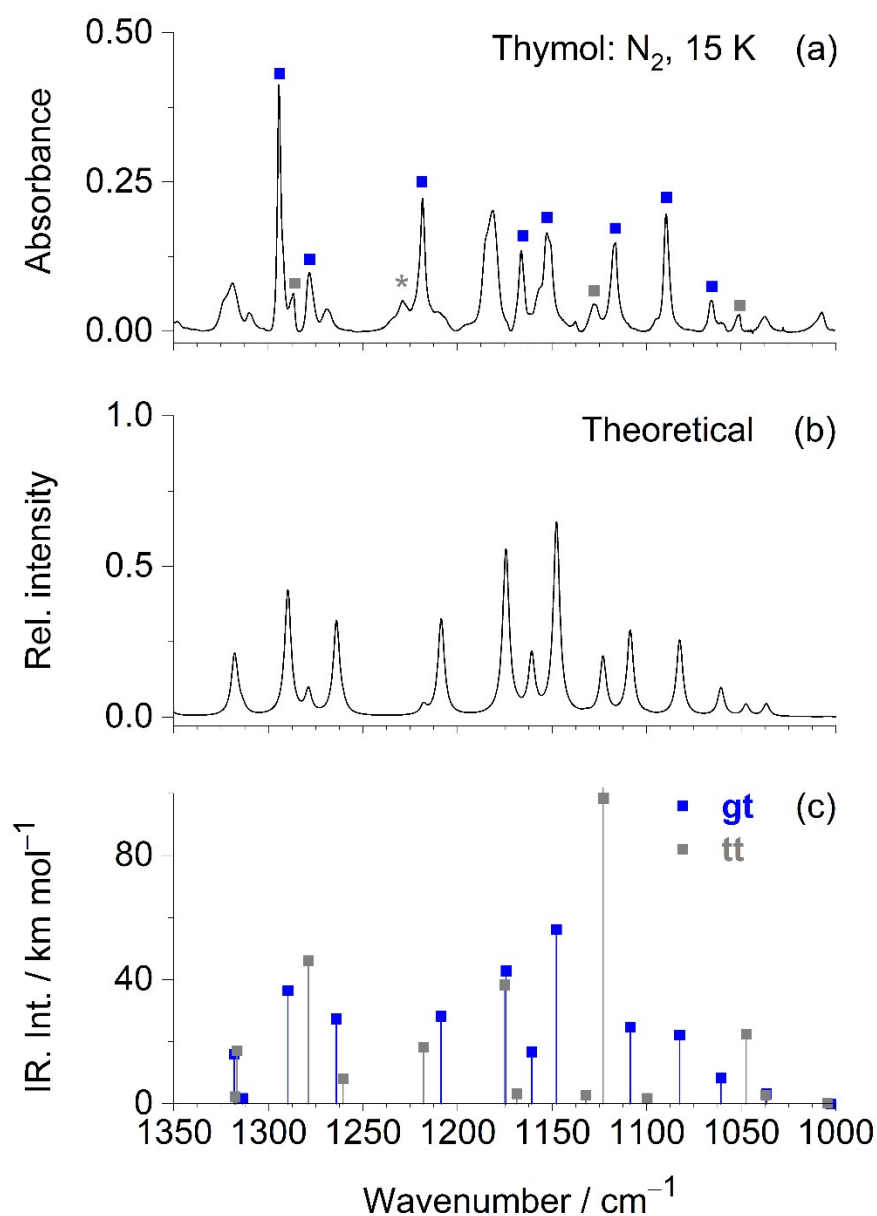 0.50
Thymol: N₂, 15 K (a)
*
0.25
Absorbance
0.00
1.0
Theoretical (b)
0.5
Rel. intensity
0.0
gt (c)
tt
80
40
IR. Int. / km mol⁻¹
0
1350 1300 1250 1200 1150 1100 1050 1000
Wavenumber / cm⁻¹